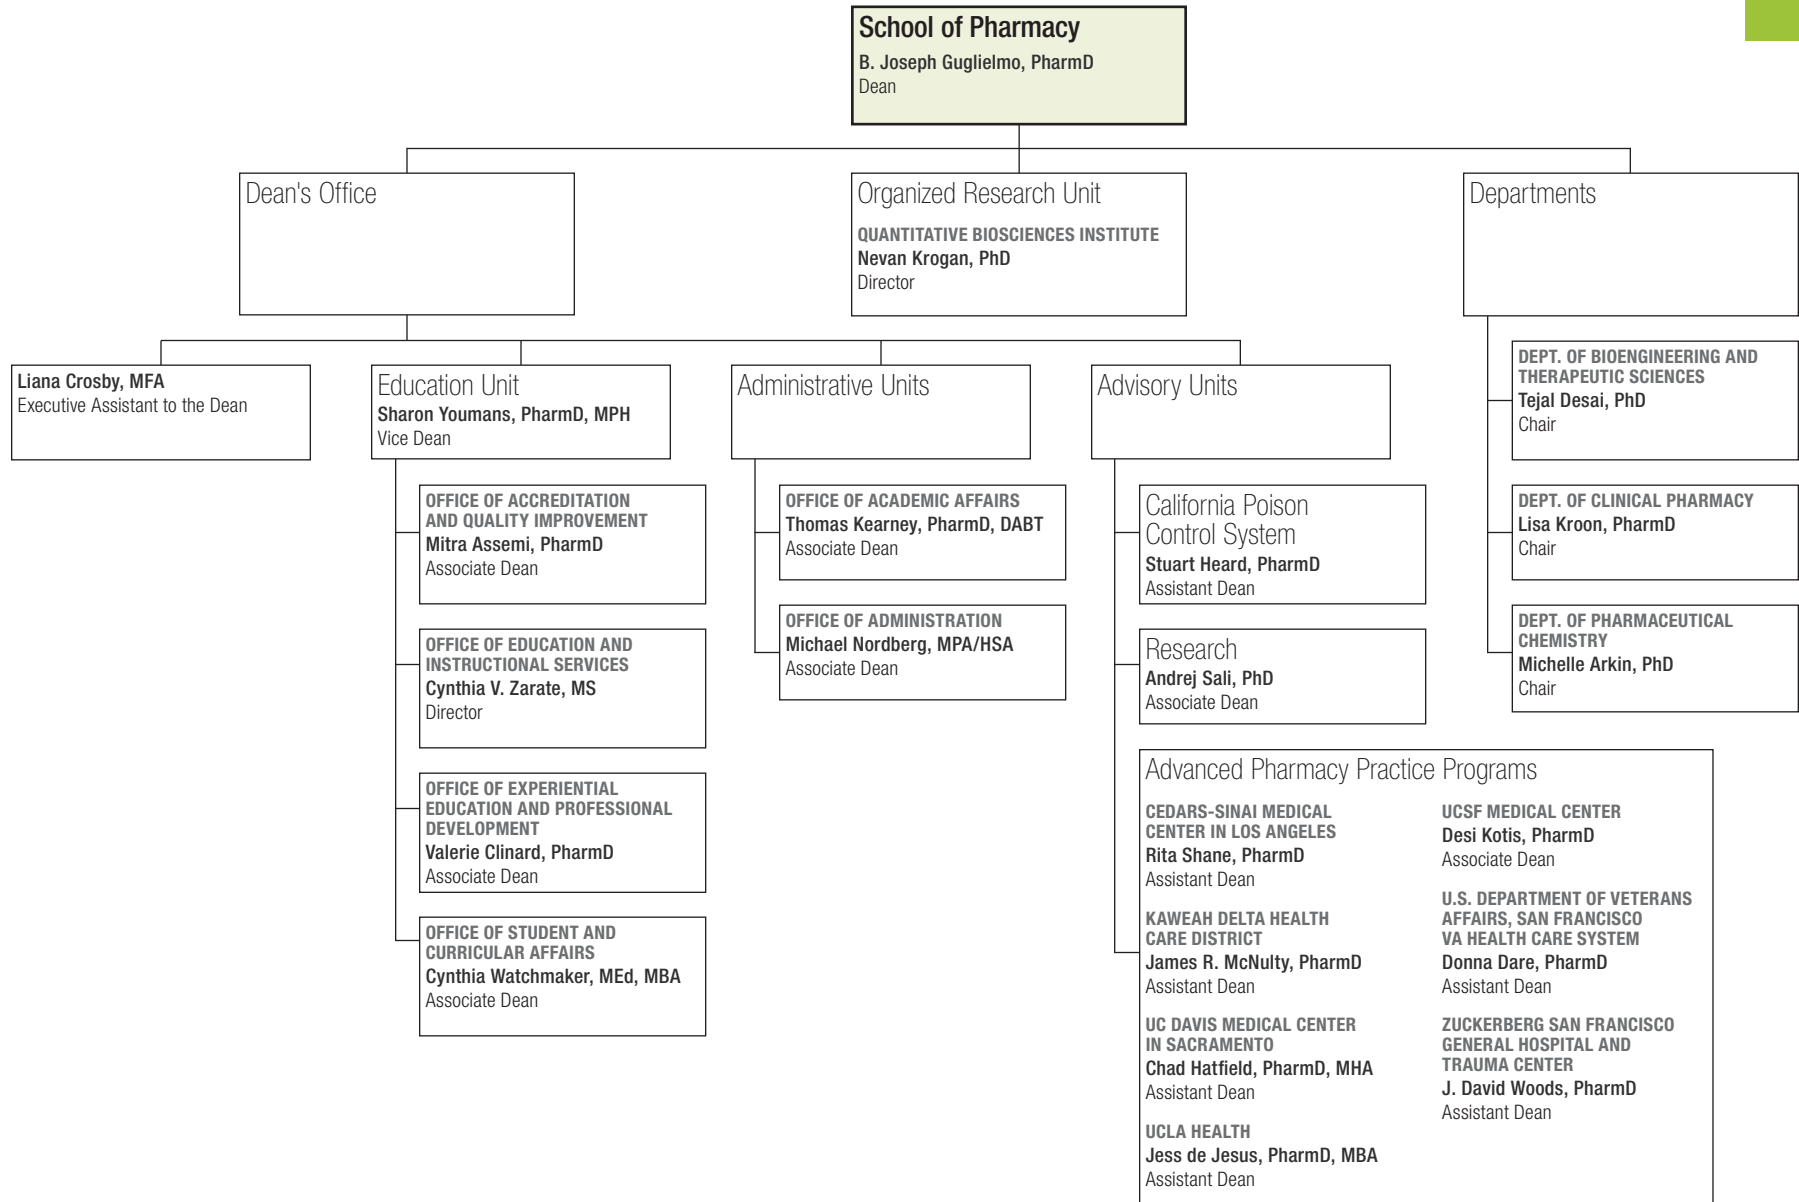 School of Pharmacy
B. Joseph Guglielmo, PharmD
Dean
Dean's Office
Organized Research Unit
QUANTITATIVE BIOSCIENCES INSTITUTE
Nevan Krogan, PhD
Director
Departments
Liana Crosby, MFA
Executive Assistant to the Dean
Education Unit
Sharon Youmans, PharmD, MPH
Vice Dean
OFFICE OF ACCREDITATION
AND QUALITY IMPROVEMENT
Mitra Assemi, PharmD
Associate Dean
OFFICE OF EDUCATION AND
INSTRUCTIONAL SERVICES
Cynthia V. Zarate, MS
Director
OFFICE OF EXPERIENTIAL
EDUCATION AND PROFESSIONAL
DEVELOPMENT
Valerie Clinard, PharmD
Associate Dean
OFFICE OF STUDENT AND
CURRICULAR AFFAIRS
Cynthia Watchmaker, MEd, MBA
Associate Dean
Administrative Units
OFFICE OF ACADEMIC AFFAIRS
Thomas Kearney, PharmD, DABT
Associate Dean
OFFICE OF ADMINISTRATION
Michael Nordberg, MPA/HSA
Associate Dean
Advisory Units
California Poison
Control System
Stuart Heard, PharmD
Assistant Dean
Research
Andrej Sali, PhD
Associate Dean
Advanced Pharmacy Practice Programs
CEDARS-SINAI MEDICAL
CENTER IN LOS ANGELES
Rita Shane, PharmD
Assistant Dean
KAWEAH DELTA HEALTH
CARE DISTRICT
James R. McNulty, PharmD
Assistant Dean
UC DAVIS MEDICAL CENTER
IN SACRAMENTO
Chad Hatfield, PharmD, MHA
Assistant Dean
UCLA HEALTH
Jess de Jesus, PharmD, MBA
Assistant Dean
UCSF MEDICAL CENTER
Desi Kotis, PharmD
Associate Dean
U.S. DEPARTMENT OF VETERANS
AFFAIRS, SAN FRANCISCO
VA HEALTH CARE SYSTEM
Donna Dare, PharmD
Assistant Dean
ZUCKERBERG SAN FRANCISCO
GENERAL HOSPITAL AND
TRAUMA CENTER
J. David Woods, PharmD
Assistant Dean
DEPT. OF BIOENGINEERING AND
THERAPEUTIC SCIENCES
Tejal Desai, PhD
Chair
DEPT. OF CLINICAL PHARMACY
Lisa Kroon, PharmD
Chair
DEPT. OF PHARMACEUTICAL
CHEMISTRY
Michelle Arkin, PhD
Chair